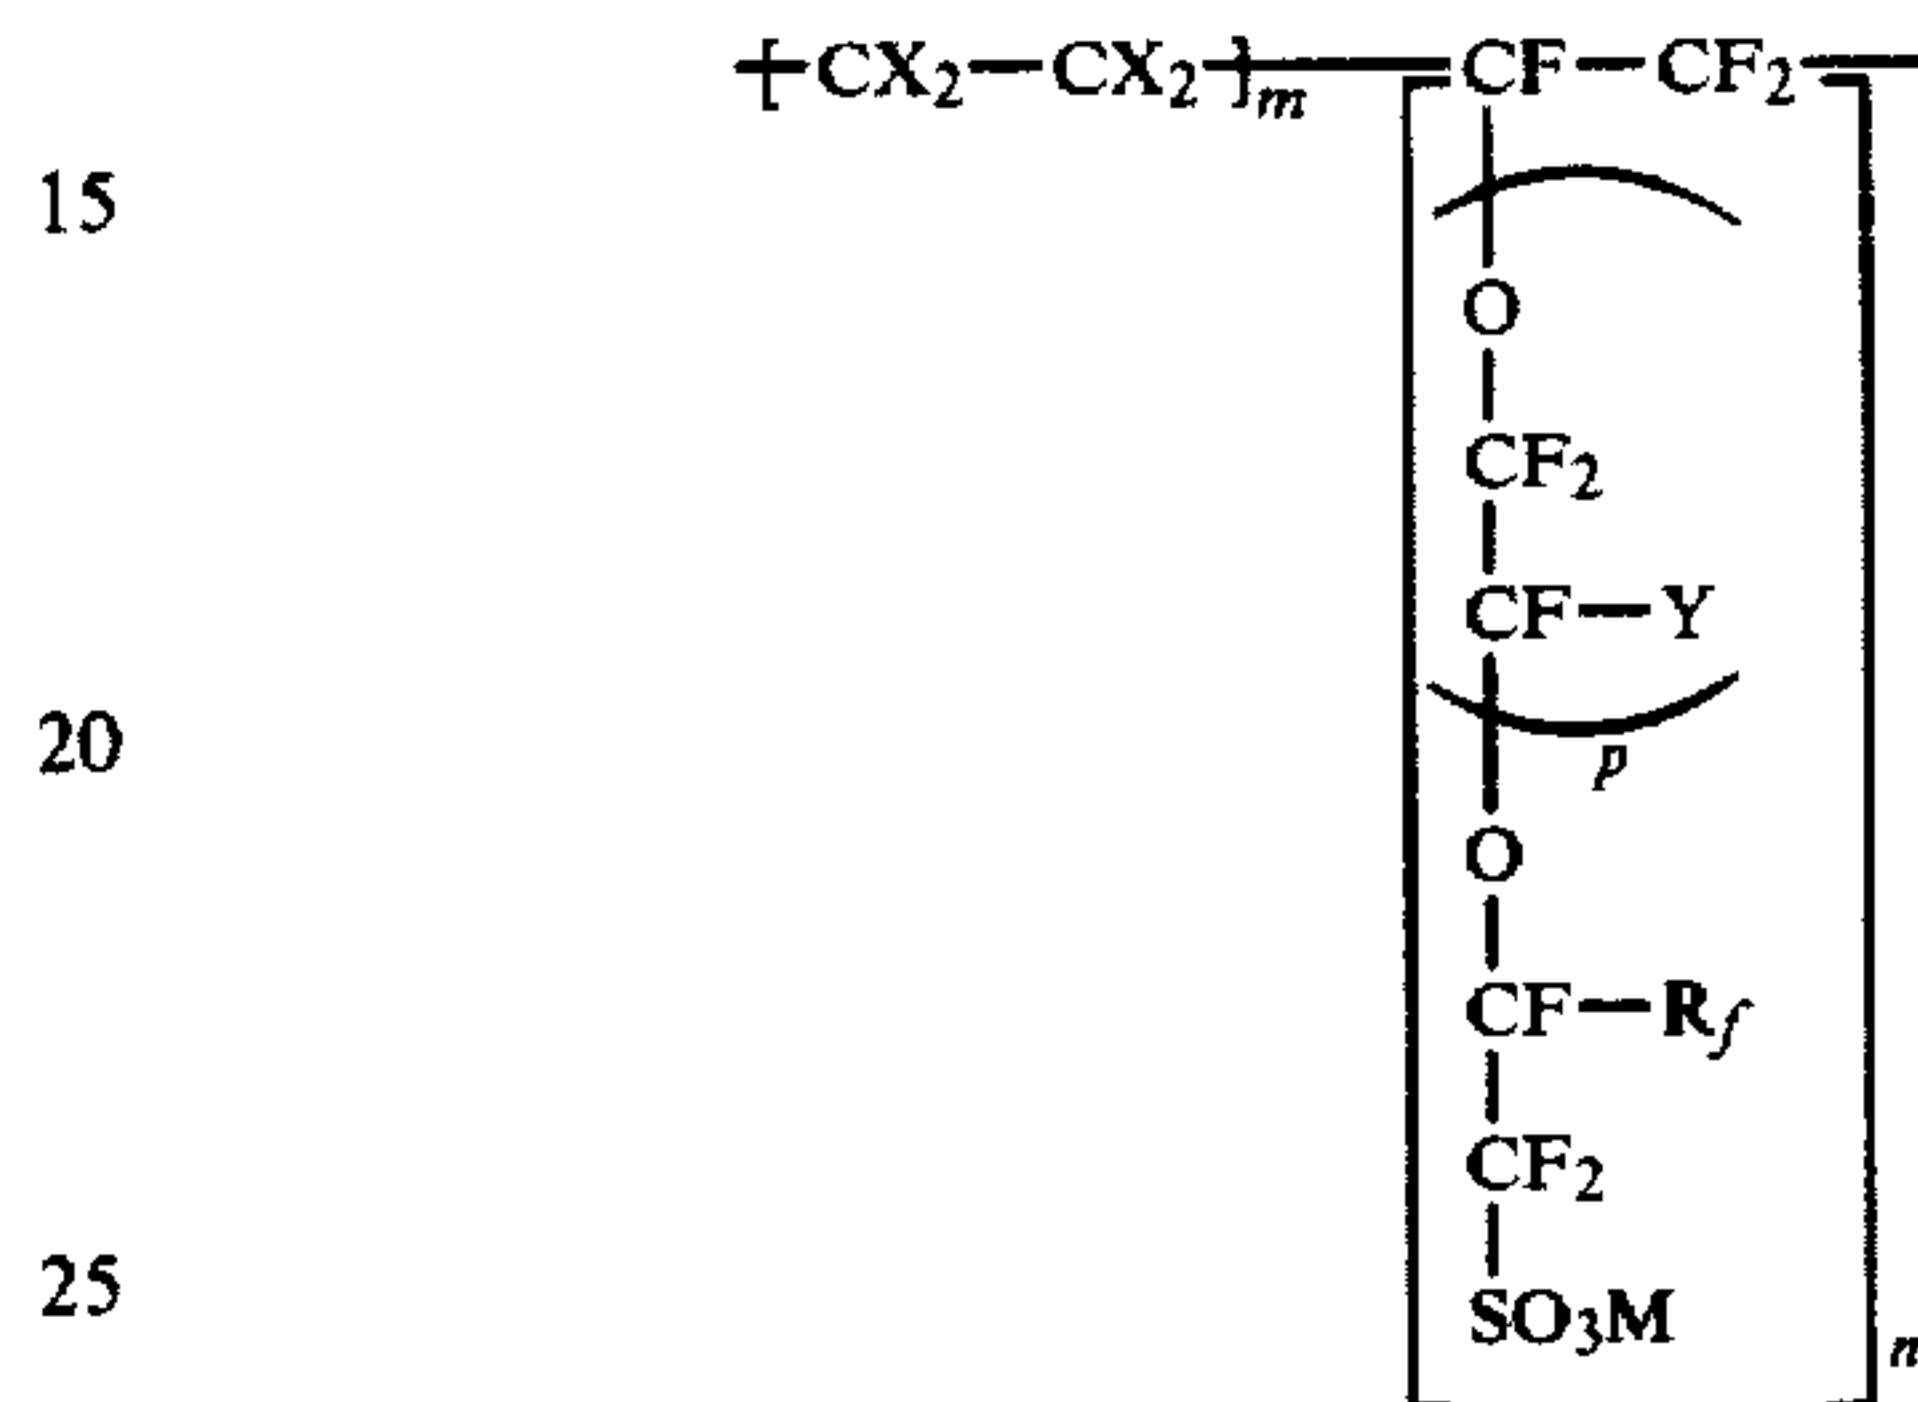 [CX₂—CX₂]m—CF—CF₂—
15
O
CF₂
CF—Y
20
p
O
CF—Rf
CF₂
25
SO₃M
n